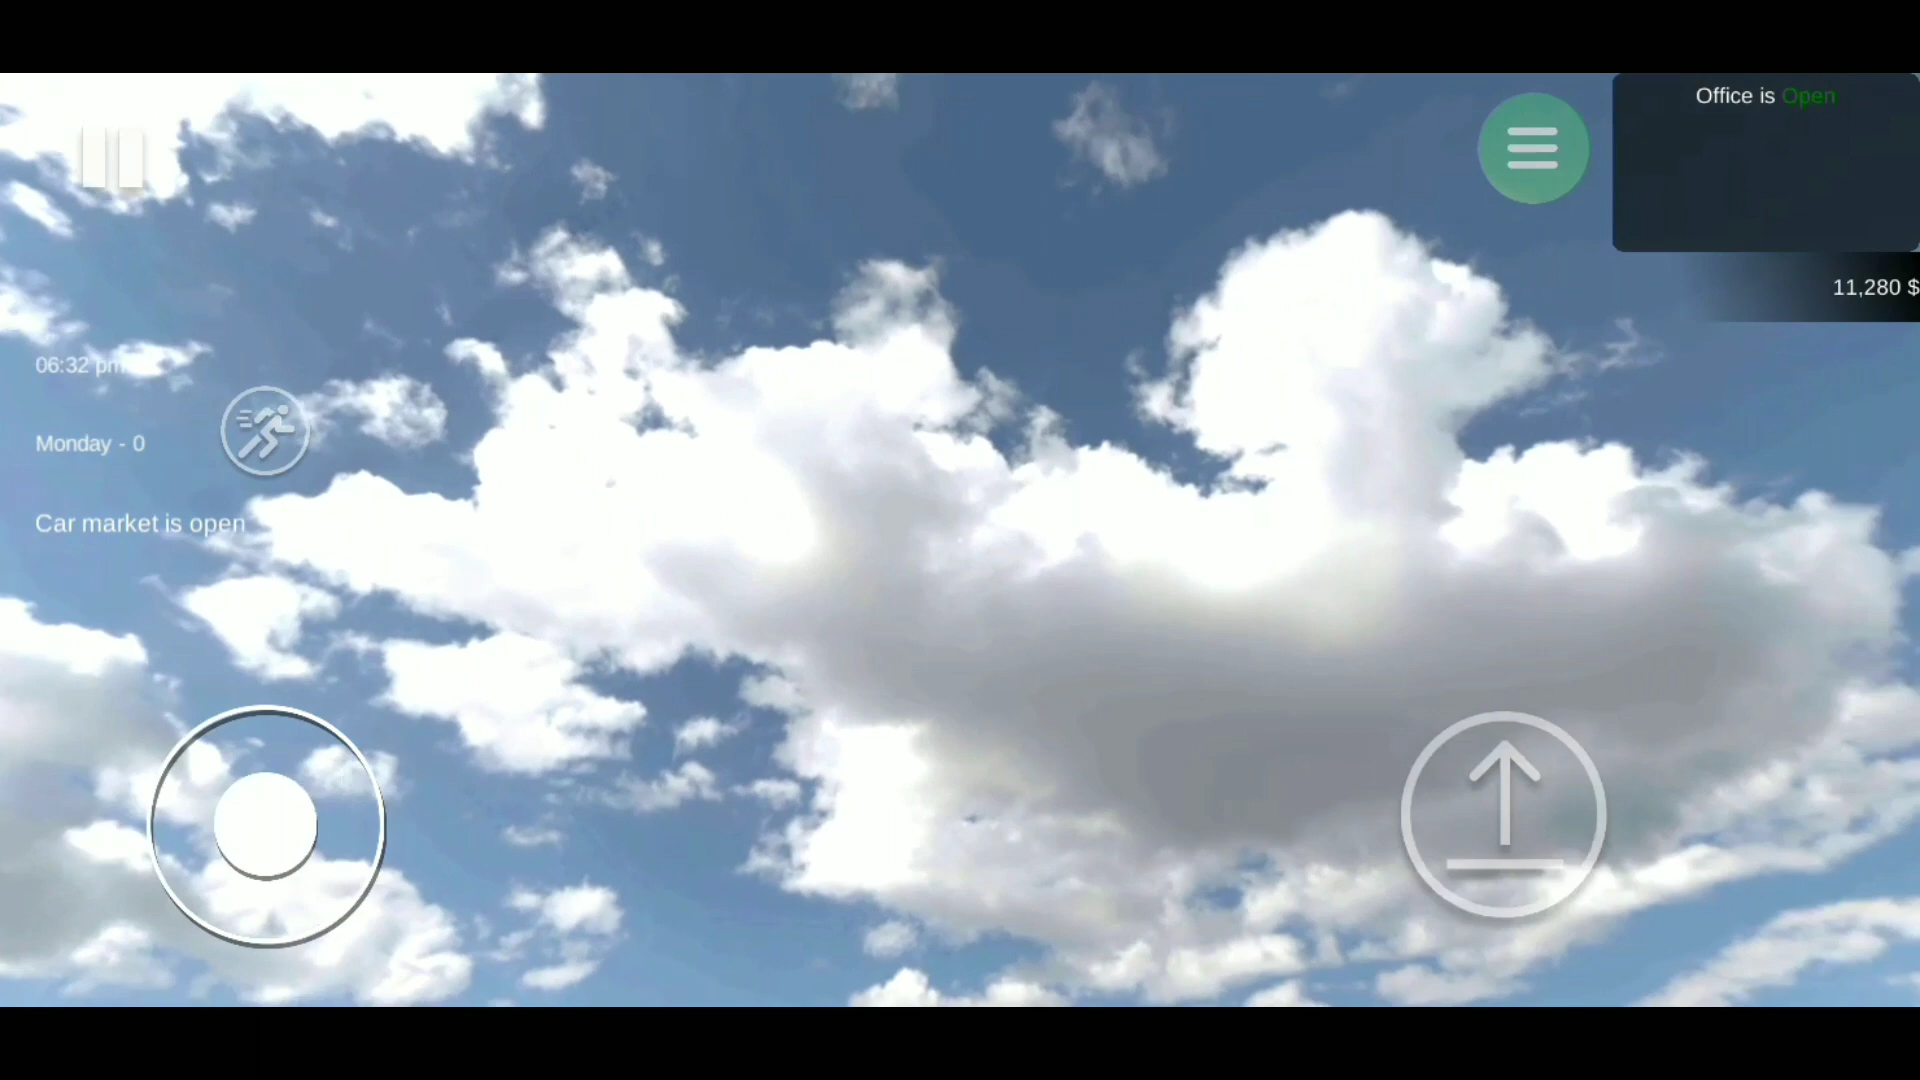 Office is Open
11,280 $
06:32 pm
Monday - 0
Car market is open